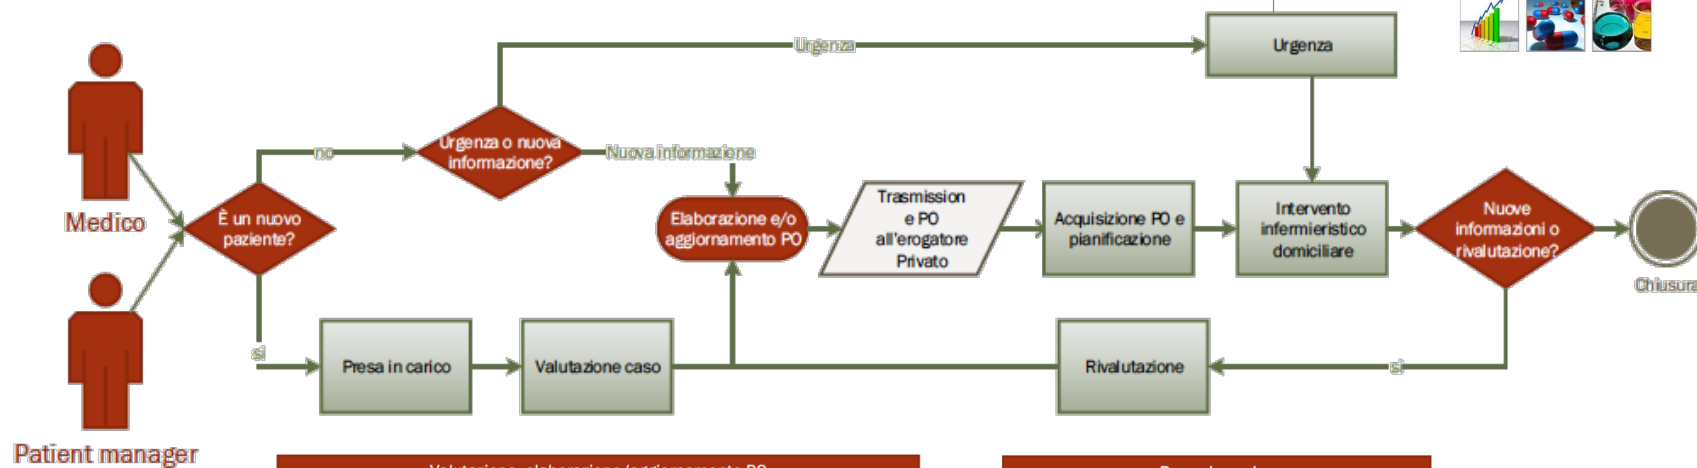 Urgenza
Urgenza
Urgenza o nuova
informazione?
no
Nuova informazione
Medico
È un nuovo
paziente?
Elaborazione e/o
aggiornamento PO
Trasmission
e PO
all'erogatore
Privato
Acquisizione PO e
pianificazione
Intervento
infermieristico
domiciliare
Nuove
informazioni o
rivalutazione?
Chiusura
si
Presa in carico
Valutazione caso
Rivalutazione
si
Patient manager